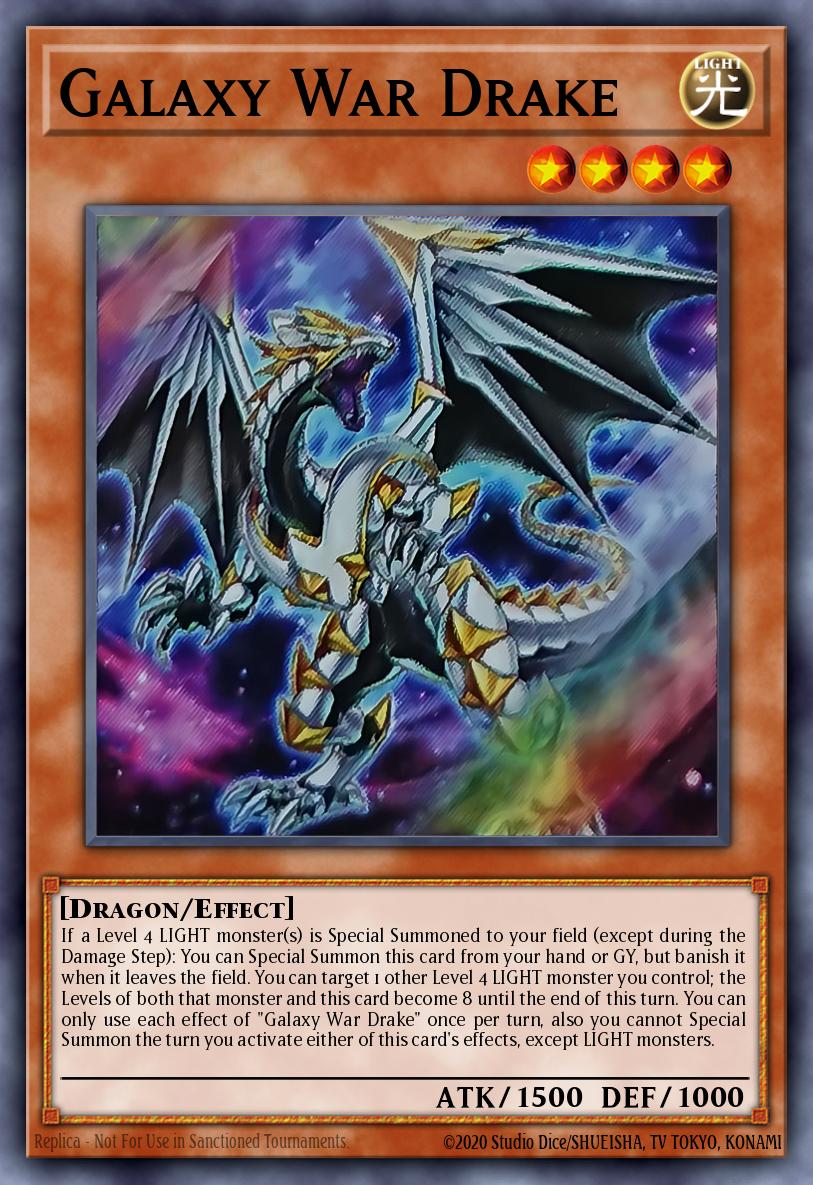 Galaxy War Drake
LIGHT
光
[Dragon/Effect]
If a Level 4 LIGHT monster(s) is Special Summoned to your field (except during the
Damage Step): You can Special Summon this card from your hand or GY, but banish it
when it leaves the field. You can target 1 other Level 4 LIGHT monster you control; the
Levels of both that monster and this card become 8 until the end of this turn. You can
only use each effect of "Galaxy War Drake" once per turn, also you cannot Special
Summon the turn you activate either of this card's effects, except LIGHT monsters.
ATK/1500 DEF/1000
Replica - Not For Use in Sanctioned Tournaments.
©2020 Studio Dice/SHUEISHA, TV TOKYO, KONAMI